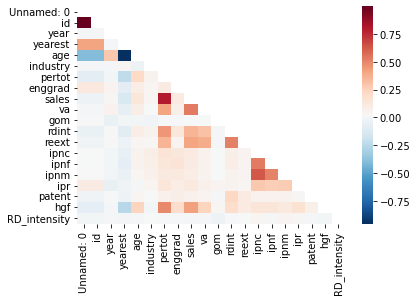 Unnamed: 0
id
year
yearest
age
industry
pertot
enggrad
sales
va
gom
rdint
reext
ipnc
ipnf
ipnm
ipr
patent
hgf
RD_intensity
0.75
0.50
0.25
0.00
−0.25
−0.50
−0.75
Unnamed: 0
id
year
yearest
age
industry
pertot
enggrad
sales
va
gom
rdint
reext
ipnc
ipnf
ipnm
ipr
patent
hgf
RD_intensity